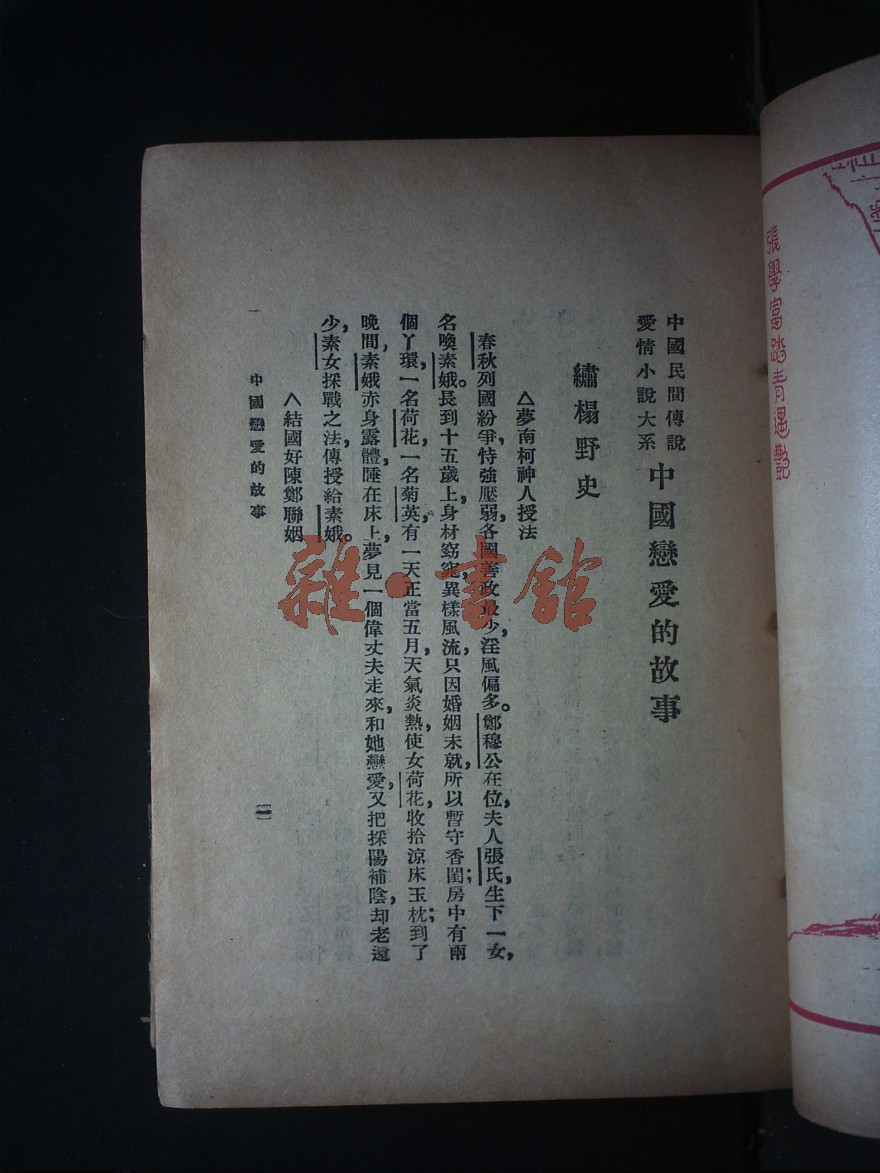 張學富踏青遇艷
中國民間傳說
愛情小說大系
中國戀愛的故事
繡榻野史
△夢南柯神人授法
春秋列國紛爭,恃強壓弱,各國善政最少,淫風偏多。鄭穆公在位,夫人張氏,生下一女,
名喚素娥。長到十五歲上,身材窈窕,異樣風流,只因婚姻未就,所以暫守香閨;房中有兩
個丫環,一名荷花,一名菊英,有一天正當五月,天氣炎熱,使女荷花,收拾涼床玉枕;到了
晚間,素娥赤身露體,睡在床上,夢見一個偉丈夫走來,和她戀愛,又把採陽補陰,却老還
少,素女採戰之法,傳授給素娥。
△結國好陳鄭聯姻
中國戀愛的故事
一
雜·書館